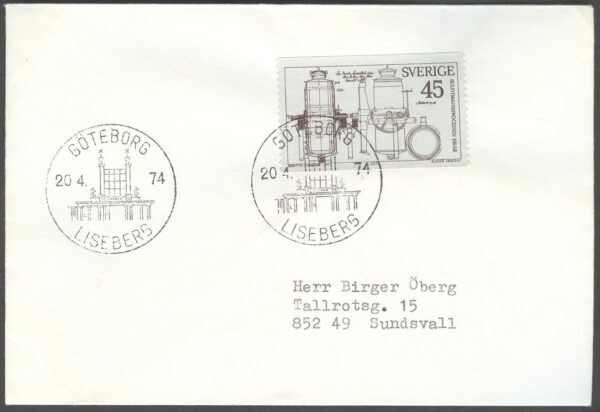 SVERIGE
45
GÖTEBORG
20 4. 74
LISEBERG
GÖTEBORG
20 4. 74
LISEBERG
Herr Birger Öberg
Tallrotsg. 15
852 49 Sundsvall